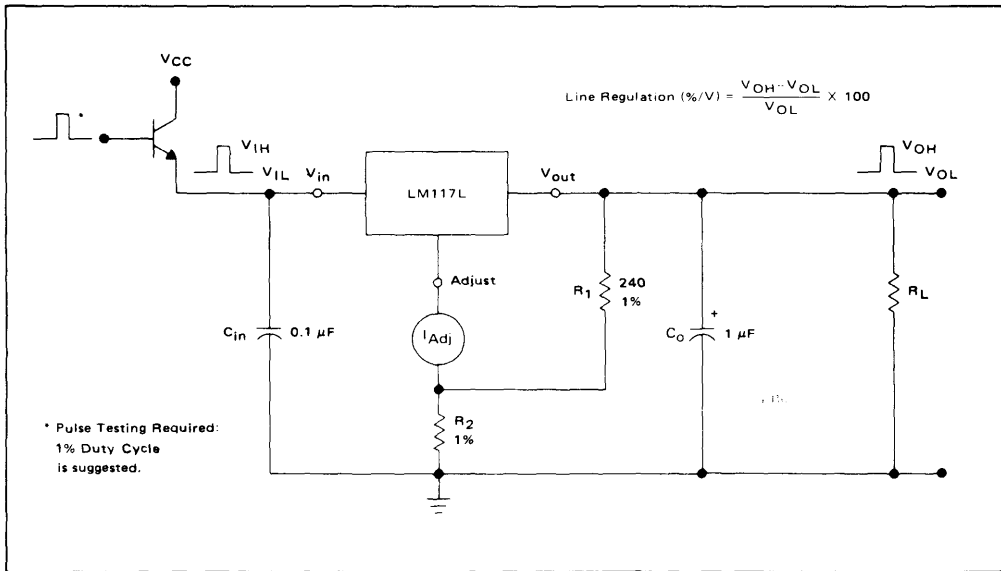 VCC
Line Regulation (%/V) = VOH - VOL / VOL X 100
*
VIH
VIL
Vin
LM117L
Vout
VOH
VOL
Adjust
R1
240
1%
RL
Cin
0.1 μF
IAdj
CO
+
1 μF
R2
1%
* Pulse Testing Required:
1% Duty Cycle
is suggested.